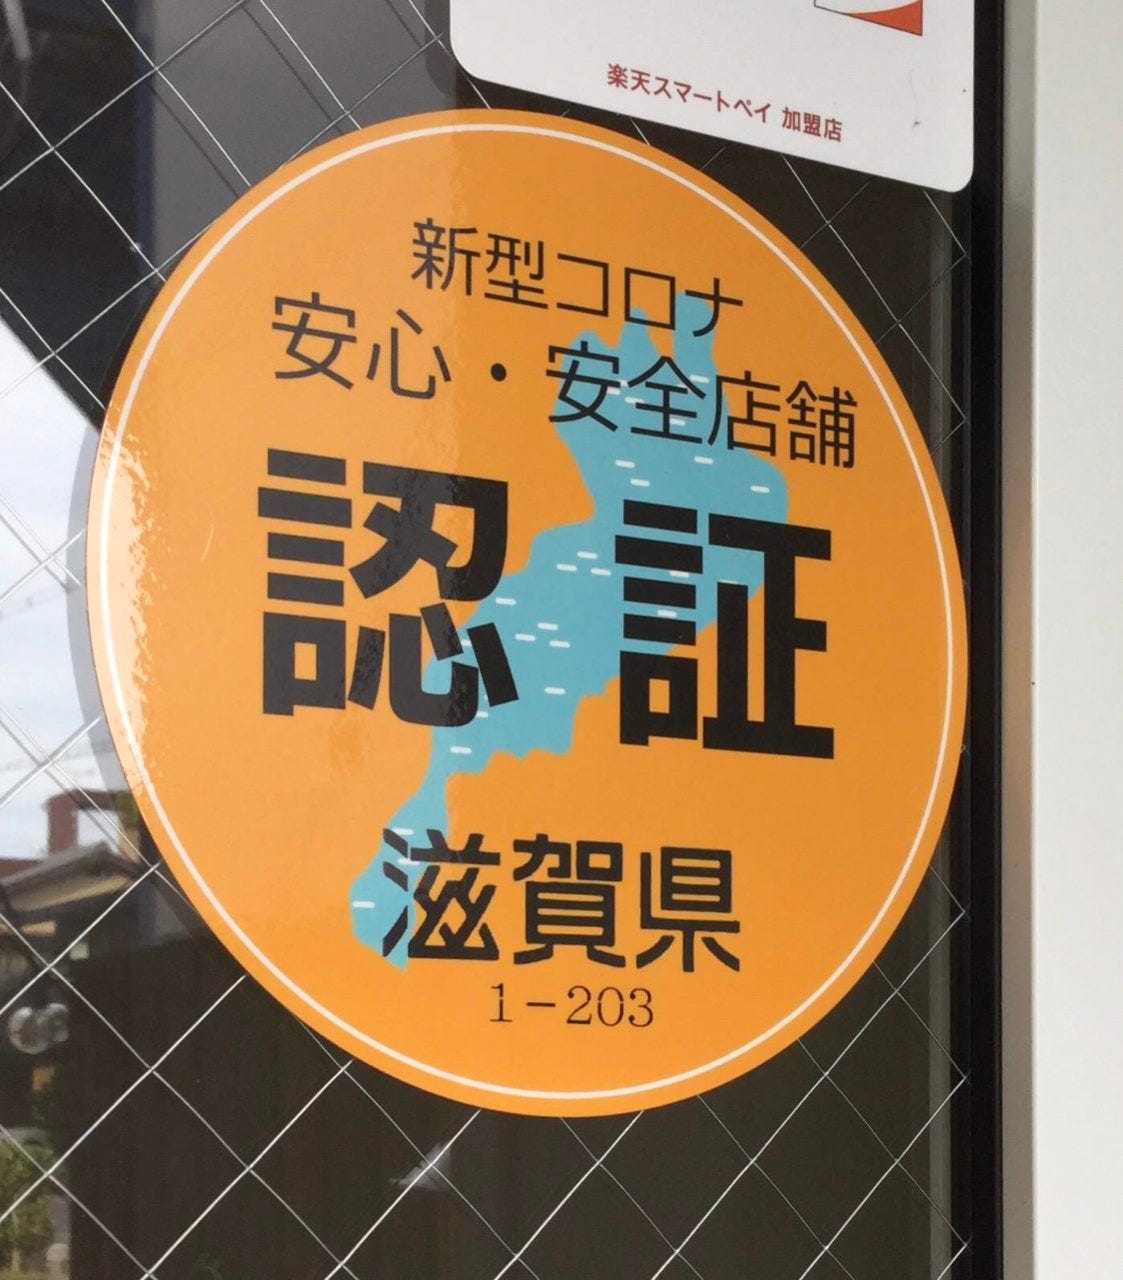 楽天スマートペイ 加盟店
新型コロナ
安心・安全店舗
認証
滋賀県
1－203